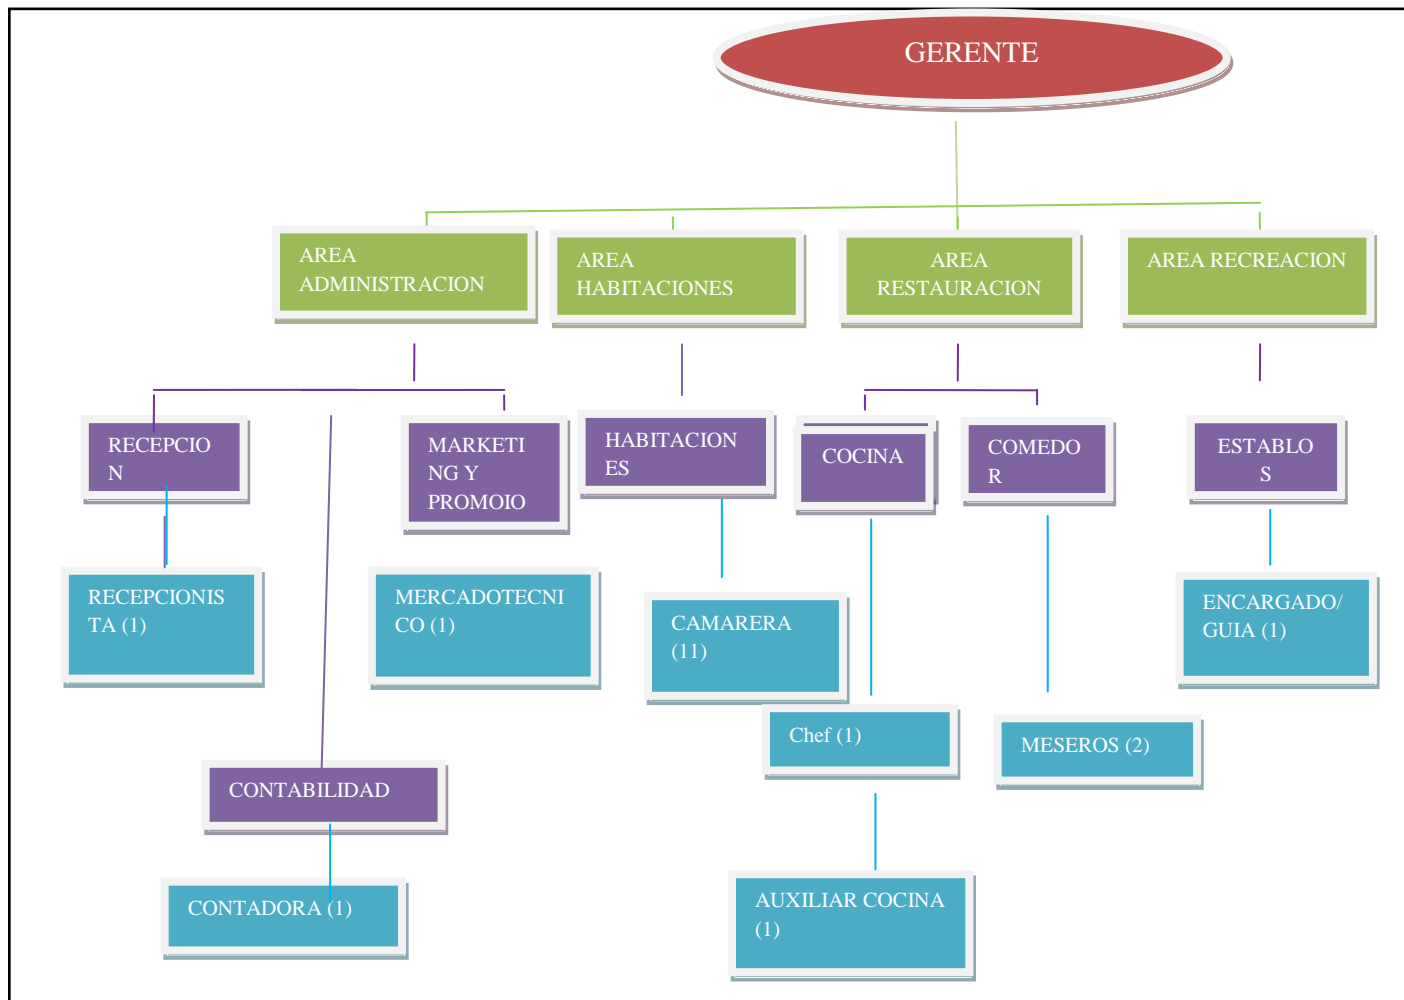 GERENTE
AREA
ADMINISTRACION
AREA
HABITACIONES
AREA
RESTAURACION
AREA RECREACION
RECEPCIO
N
MARKETI
NG Y
PROMOIO
HABITACION
ES
COCINA
COMEDO
R
ESTABLO
S
RECEPCIONIS
TA (1)
MERCADOTECNI
CO (1)
CAMARERA
(11)
ENCARGADO/
GUIA (1)
Chef (1)
MESEROS (2)
CONTABILIDAD
CONTADORA (1)
AUXILIAR COCINA
(1)